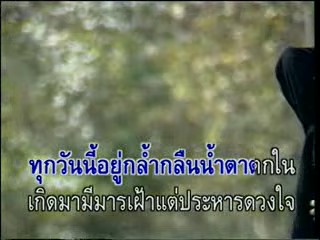 ทุกวันนี้อยู่กล้ำกลืนน้ำตาตกใน
เกิดมามีมารเฝ้าแต่ประหารดวงใจ